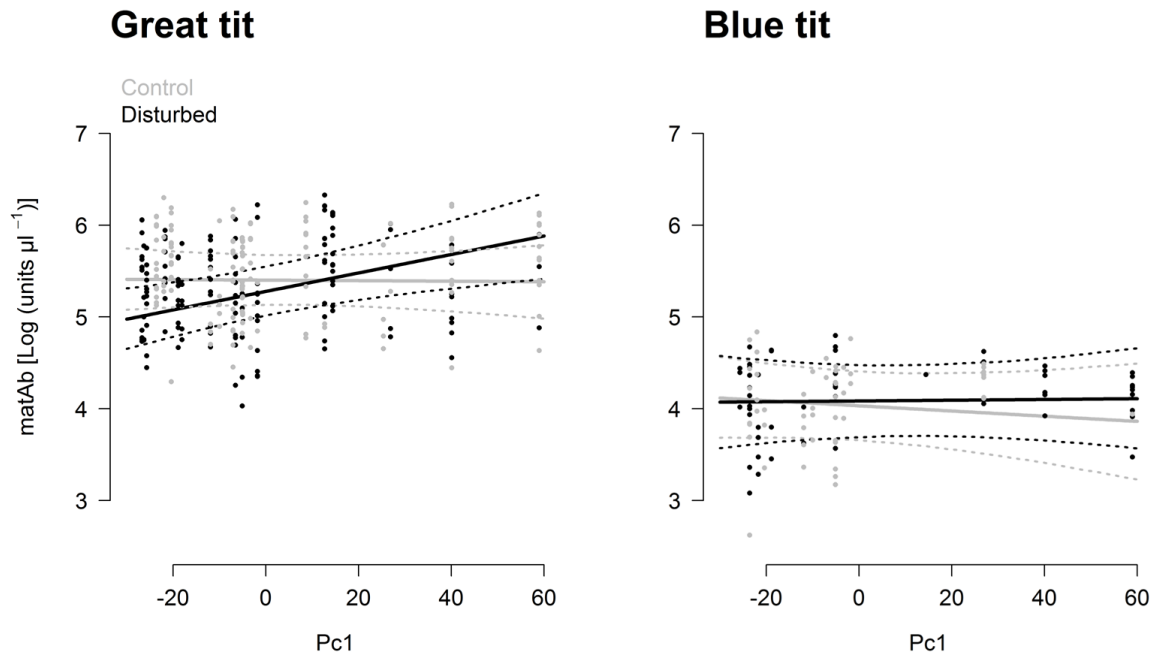 Great tit
Blue tit
Control
Disturbed
matAb [Log (units µl ⁻¹)]
7
6
5
4
3
-20 0 20 40 60
Pc1
7
6
5
4
3
-20 0 20 40 60
Pc1